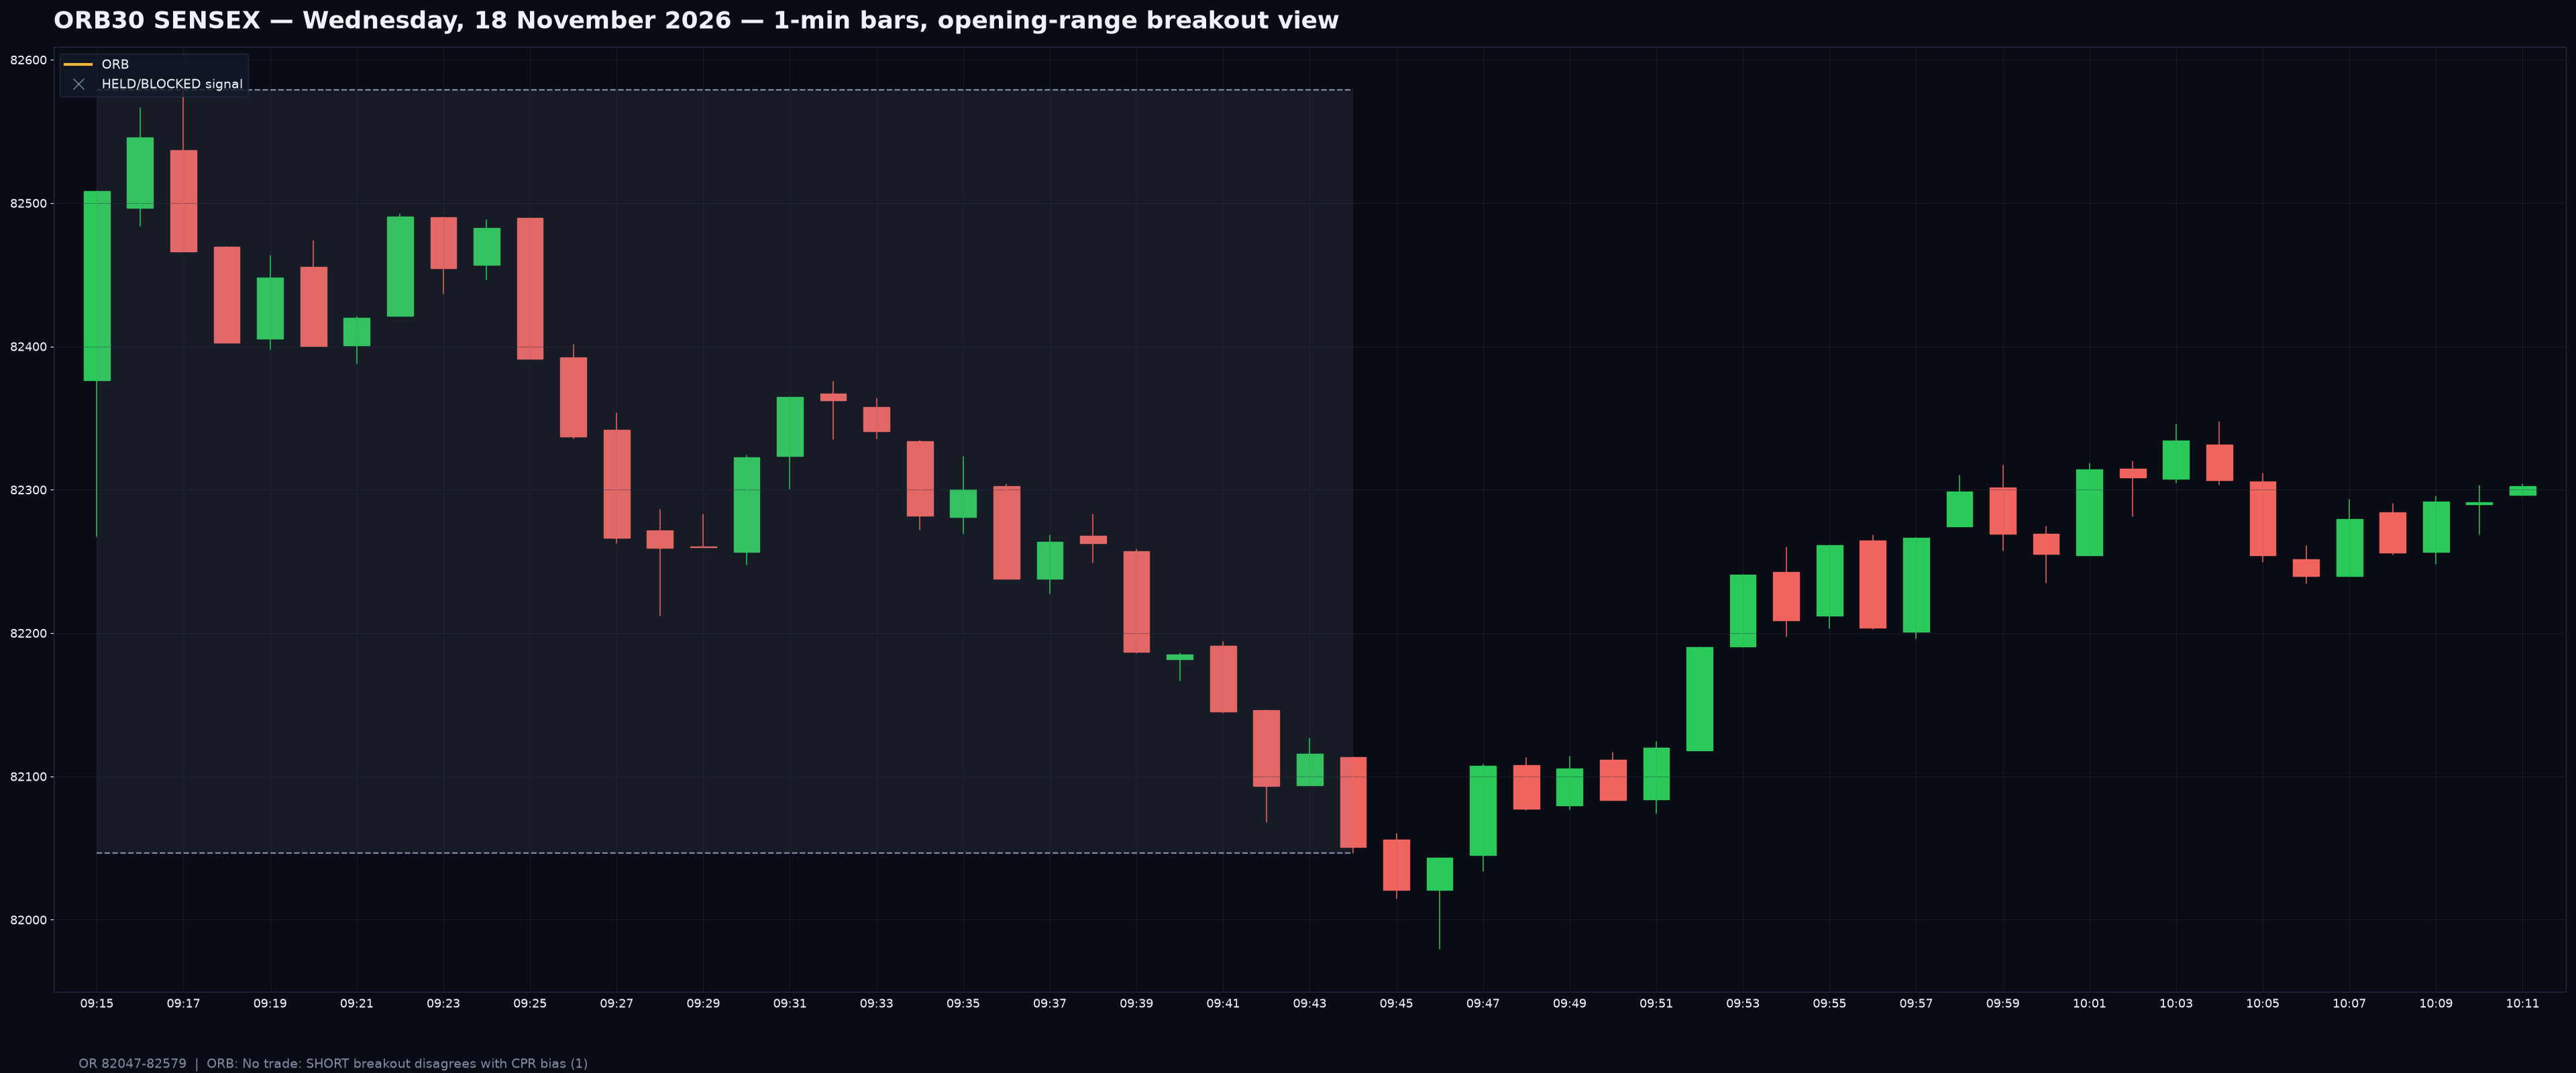 ORB30 SENSEX — Wednesday, 18 November 2026 — 1-min bars, opening-range breakout view
ORB
HELD/BLOCKED signal
82600
82500
82400
82300
82200
82100
82000
09:15 09:17 09:19 09:21 09:23 09:25 09:27 09:29 09:31 09:33 09:35 09:37 09:39 09:41 09:43 09:45 09:47 09:49 09:51 09:53 09:55 09:57 09:59 10:01 10:03 10:05 10:07 10:09 10:11
OR 82047-82579 | ORB: No trade: SHORT breakout disagrees with CPR bias (1)